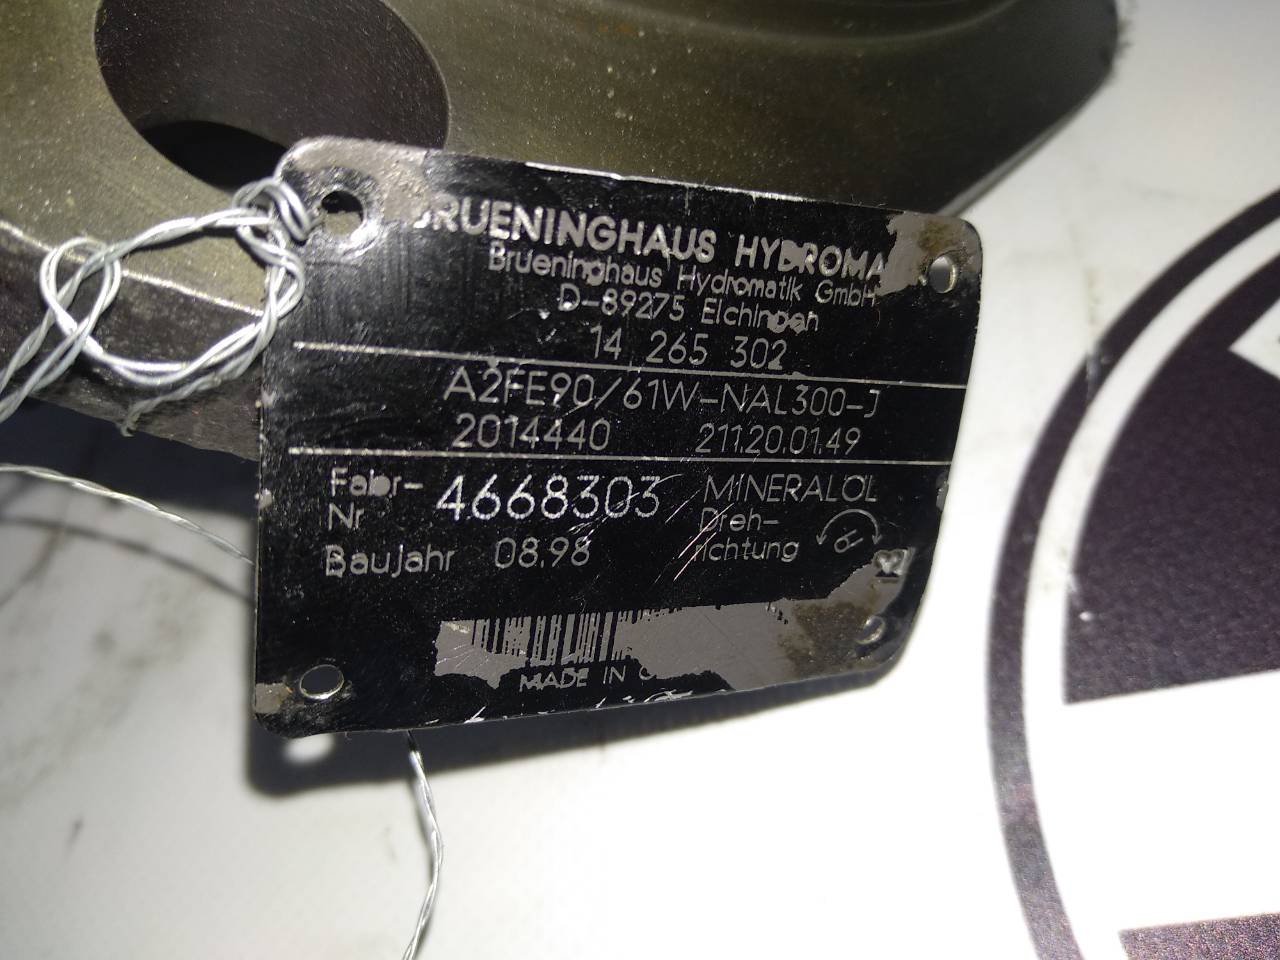 BRUENINGHAUS HYDROMA
Brueninghaus Hydromatik GmbH
D-89275 Elchingen
14 265 302
A2FE90/61W-NAL300-J
2014440 211.20.01.49
Fabr-Nr 4668303 MINERALÖL
Baujahr 08.98 Dreh-richtung
MADE IN